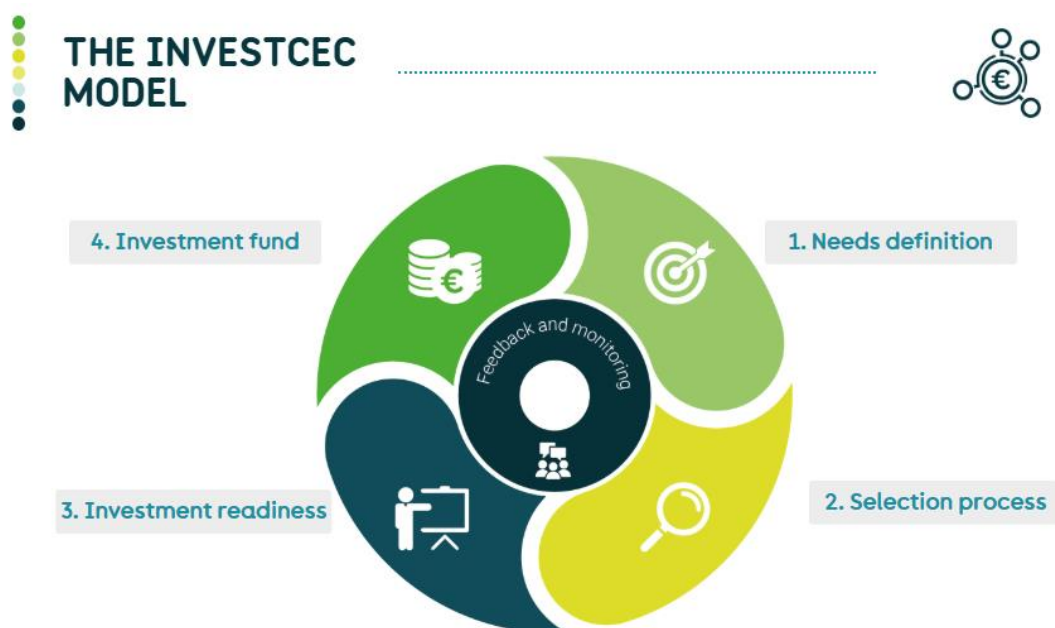 THE INVESTCEC
MODEL
€
4. Investment fund
1. Needs definition
€
Feedback and monitoring
3. Investment readiness
2. Selection process